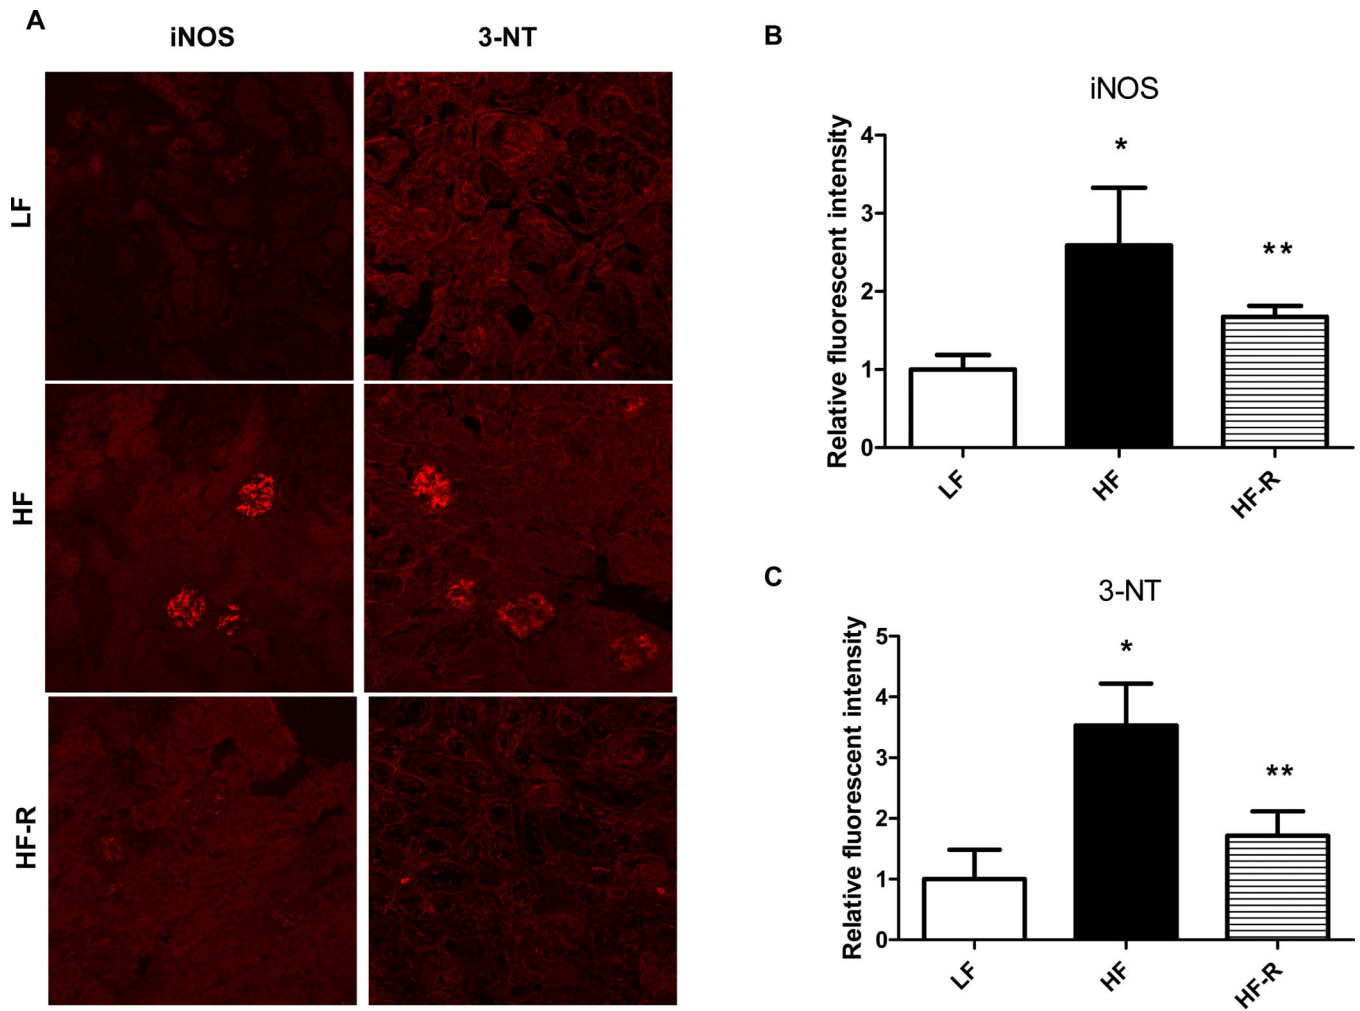 A
iNOS 3-NT
LF
HF
HF-R
B
iNOS
Relative fluorescent intensity
4
*
3
**
2
1
0
LF HF HF-R
C
3-NT
Relative fluorescent intensity
5
*
4
3
**
2
1
0
LF HF HF-R